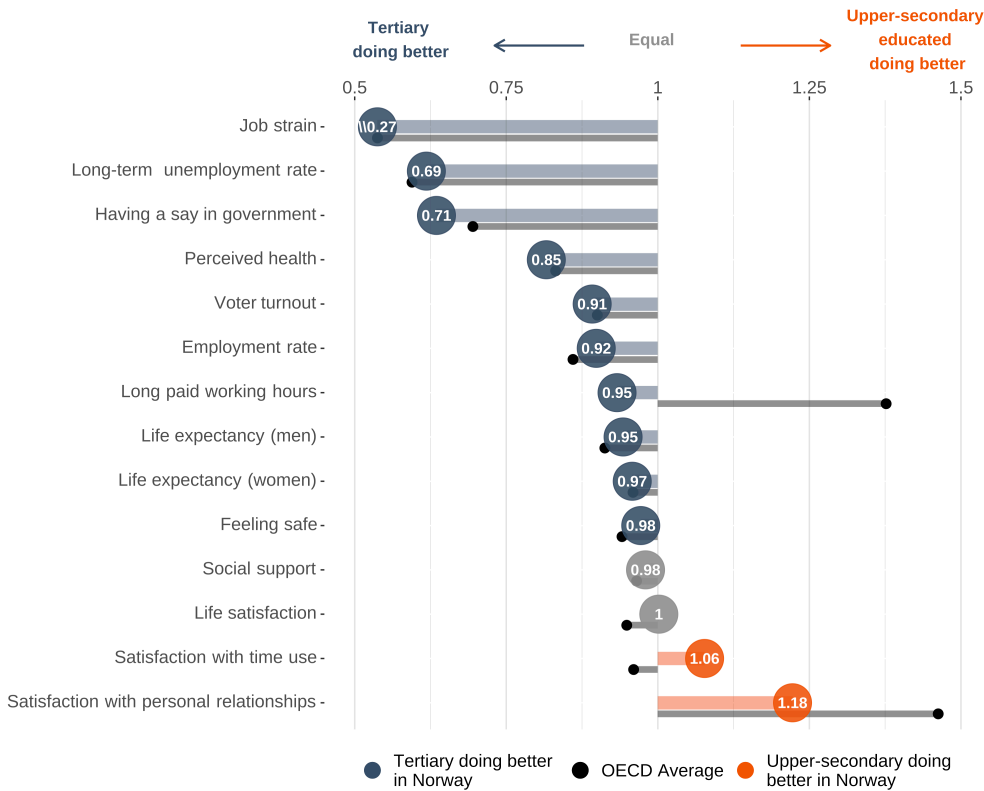 Tertiary
doing better
Equal
Upper-secondary
educated
doing better
0.5 0.75 1 1.25 1.5
Job strain \\0.27
Long-term unemployment rate 0.69
Having a say in government 0.71
Perceived health 0.85
Voter turnout 0.91
Employment rate 0.92
Long paid working hours 0.95
Life expectancy (men) 0.95
Life expectancy (women) 0.97
Feeling safe 0.98
Social support 0.98
Life satisfaction 1
Satisfaction with time use 1.06
Satisfaction with personal relationships 1.18
Tertiary doing better
in Norway
OECD Average
Upper-secondary doing
better in Norway